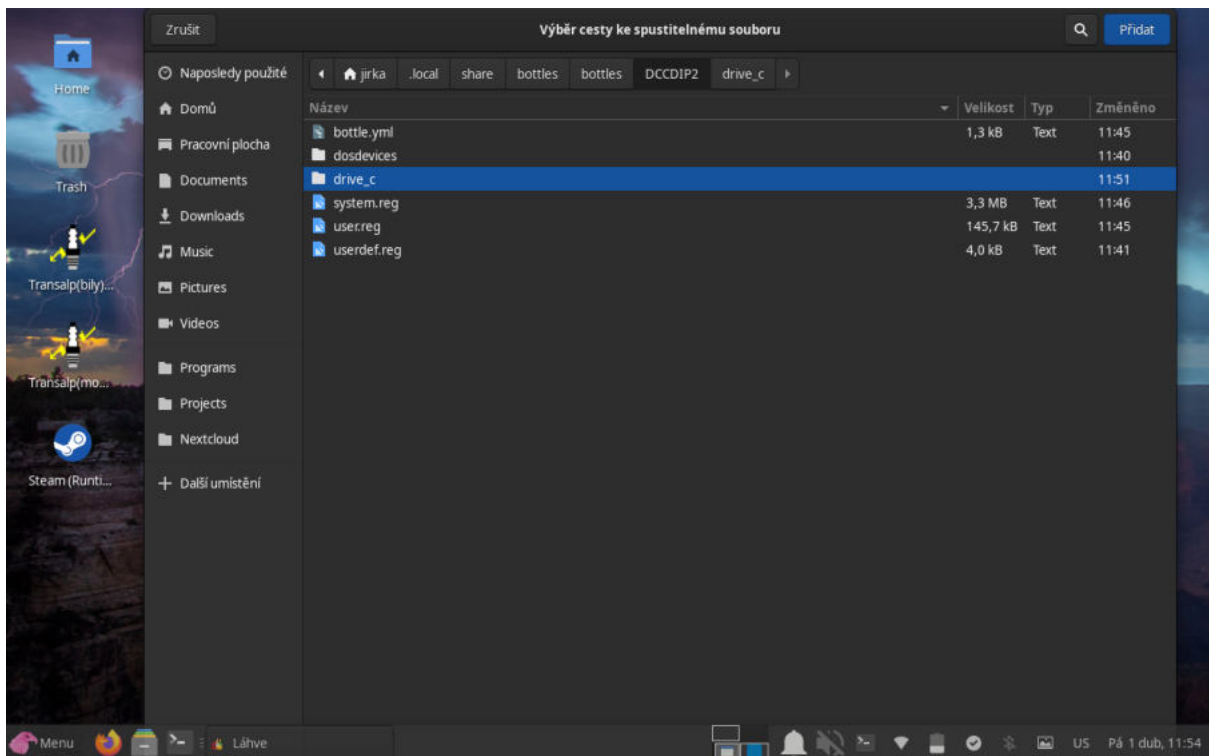 Zrušit
Výběr cesty ke spustitelnému souboru
Přidat
Home
Trash
Transalp(bily)...
Transalp(mo...
Steam (Runti...
Naposledy použité
Domů
Pracovní plocha
Documents
Downloads
Music
Pictures
Videos
Programs
Projects
Nextcloud
Další umístění
jirka .local share bottles bottles DCCDIP2 drive_c
Název Velikost Typ Změněno
bottle.yml 1,3 kB Text 11:45
dosdevices 11:40
drive_c 11:51
system.reg 3,3 MB Text 11:46
user.reg 145,7 kB Text 11:45
userdef.reg 4,0 kB Text 11:41
Menu Láhve US Pá 1 dub, 11:54